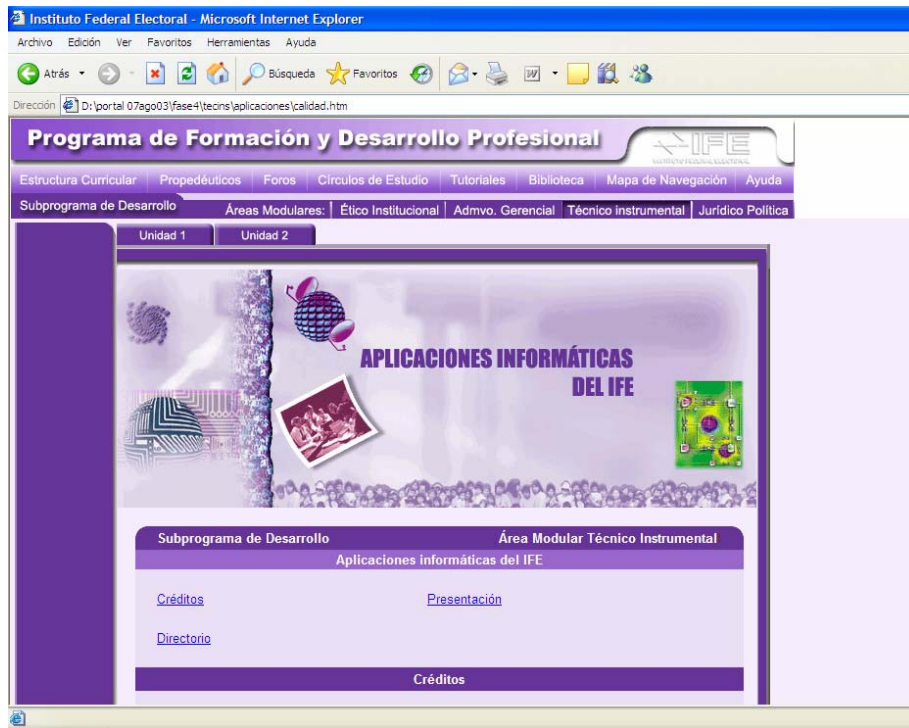 Instituto Federal Electoral - Microsoft Internet Explorer
Archivo Edición Ver Favoritos Herramientas Ayuda
Atrás Búsqueda Favoritos
Dirección D:\portal 07ago03\fase4\tecins\aplicaciones\calidad.htm
Programa de Formación y Desarrollo Profesional
IFE
INSTITUTO FEDERAL ELECTORAL
Estructura Curricular Propedéuticos Foros Círculos de Estudio Tutoriales Biblioteca Mapa de Navegación Ayuda
Subprograma de Desarrollo Áreas Modulares: Ético Institucional Admvo. Gerencial Técnico instrumental Jurídico Política
Unidad 1 Unidad 2
APLICACIONES INFORMÁTICAS
DEL IFE
Subprograma de Desarrollo Área Modular Técnico Instrumental
Aplicaciones informáticas del IFE
Créditos Presentación
Directorio
Créditos